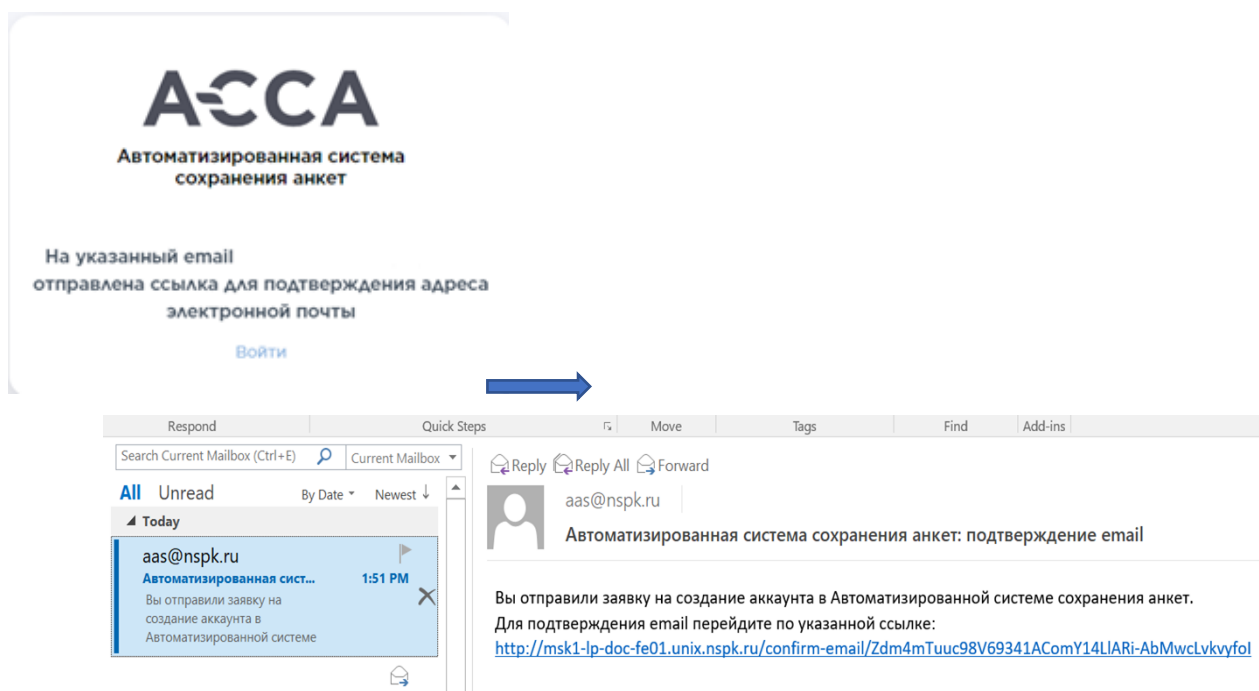 АССА
Автоматизированная система
сохранения анкет
На указанный email
отправлена ссылка для подтверждения адреса
электронной почты
Войти
Respond Quick Steps Move Tags Find Add-ins
Search Current Mailbox (Ctrl+E) Current Mailbox
Reply Reply All Forward
All Unread By Date Newest
aas@nspk.ru
Today
Автоматизированная система сохранения анкет: подтверждение email
aas@nspk.ru
Автоматизированная сист... 1:51 PM
Вы отправили заявку на
создание аккаунта в
Автоматизированной системе
Вы отправили заявку на создание аккаунта в Автоматизированной системе сохранения анкет.
Для подтверждения email перейдите по указанной ссылке:
http://msk1-lp-doc-fe01.unix.nspk.ru/confirm-email/Zdm4mTuuc98V69341AComY14LlARi-AbMwcLvkvyfoI